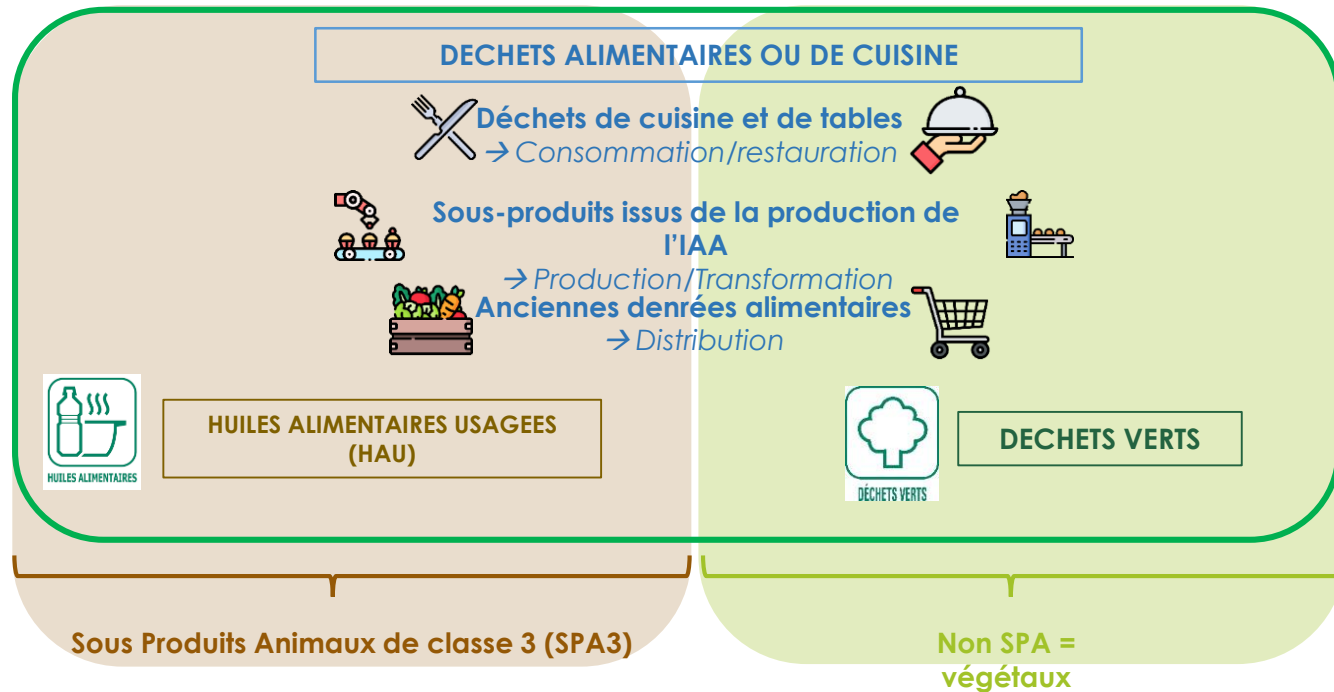 DECHETS ALIMENTAIRES OU DE CUISINE
Déchets de cuisine et de tables
→ Consommation/restauration
Sous-produits issus de la production de
l’IAA
→ Production/Transformation
Anciennes denrées alimentaires
→ Distribution
HUILES ALIMENTAIRES
HUILES ALIMENTAIRES USAGEES
(HAU)
DÉCHETS VERTS
DECHETS VERTS
Sous Produits Animaux de classe 3 (SPA3)
Non SPA =
végétaux